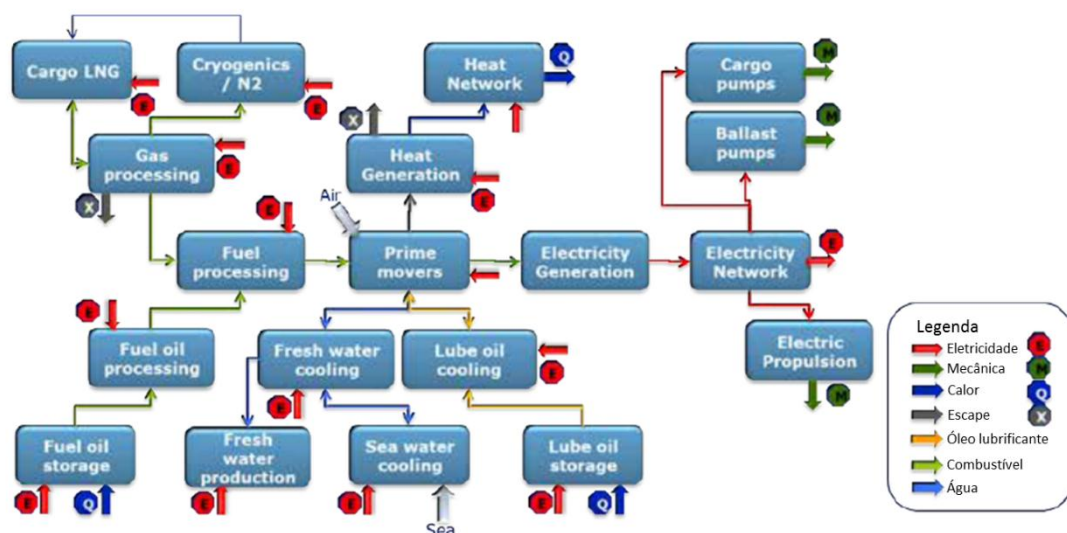 Cargo LNG
E
Cryogenics
/ N2
E
Heat
Network
Q
Cargo
pumps
M
Ballast
pumps
M
Gas
processing
E
X
X
Heat
Generation
E
Air
E
Fuel
processing
Prime
movers
Electricity
Generation
Electricity
Network
E
E
Fuel oil
processing
Fresh water
cooling
E
Lube oil
cooling
E
Electric
Propulsion
M
Fuel oil
storage
E
Q
Fresh
water
production
E
Sea water
cooling
E
Sea
Lube oil
storage
E
Q
Legenda
Eletricidade E
Mecânica M
Calor Q
Escape X
Óleo lubrificante
Combustível
Água